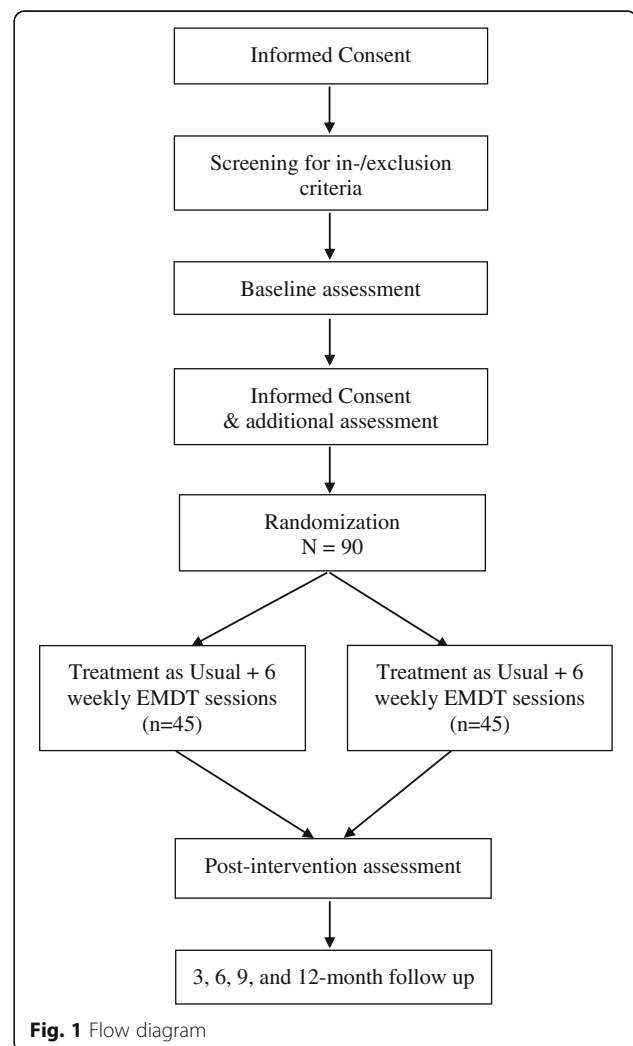 Informed Consent
Screening for in-/exclusion
criteria
Baseline assessment
Informed Consent
& additional assessment
Randomization
N = 90
Treatment as Usual + 6
weekly EMDT sessions
(n=45)
Treatment as Usual + 6
weekly EMDT sessions
(n=45)
Post-intervention assessment
3, 6, 9, and 12-month follow up
Fig. 1 Flow diagram